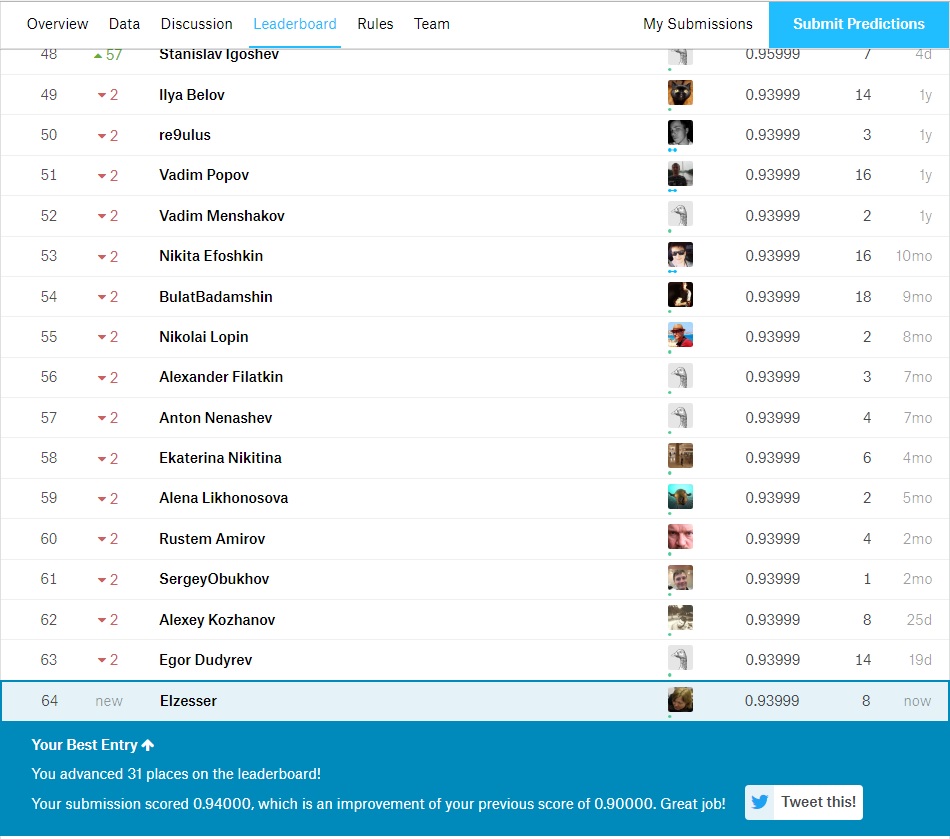 Overview Data Discussion Leaderboard Rules Team My Submissions Submit Predictions
48 57 Stanislav Igoshev 0.95999 7 4d
49 2 Ilya Belov 0.93999 14 1y
50 2 re9ulus 0.93999 3 1y
51 2 Vadim Popov 0.93999 16 1y
52 2 Vadim Menshakov 0.93999 2 1y
53 2 Nikita Efoshkin 0.93999 16 10mo
54 2 BulatBadamshin 0.93999 18 9mo
55 2 Nikolai Lopin 0.93999 2 8mo
56 2 Alexander Filatkin 0.93999 3 7mo
57 2 Anton Nenashev 0.93999 4 7mo
58 2 Ekaterina Nikitina 0.93999 6 4mo
59 2 Alena Likhonosova 0.93999 2 5mo
60 2 Rustem Amirov 0.93999 4 2mo
61 2 SergeyObukhov 0.93999 1 2mo
62 2 Alexey Kozhanov 0.93999 8 25d
63 2 Egor Dudyrev 0.93999 14 19d
64 new Elzesser 0.93999 8 now
Your Best Entry
You advanced 31 places on the leaderboard!
Your submission scored 0.94000, which is an improvement of your previous score of 0.90000. Great job! Tweet this!